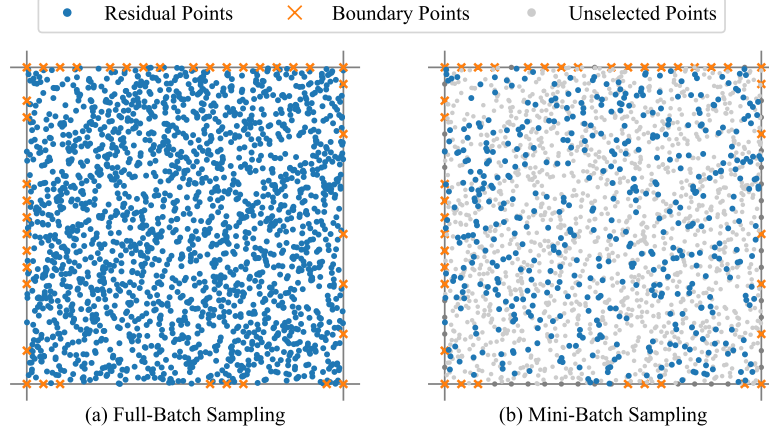 Residual Points Boundary Points Unselected Points
(a) Full-Batch Sampling (b) Mini-Batch Sampling